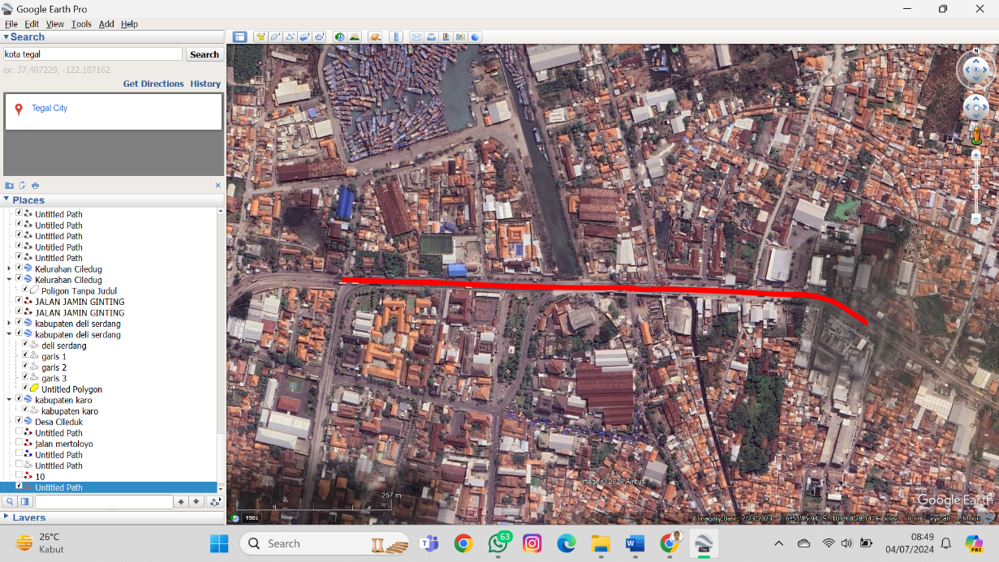 Google Earth Pro
File Edit View Tools Add Help
Search
kota tegal Search
ex: 37.407229, -122.107162
Get Directions History
Tegal City
Places
Untitled Path
Untitled Path
Untitled Path
Untitled Path
Untitled Path
Kelurahan Ciledug
Kelurahan Ciledug
Poligon Tanpa Judul
JALAN JAMIN GINTING
JALAN JAMIN GINTING
kabupaten deli serdang
kabupaten deli serdang
deli serdang
garis 1
garis 2
garis 3
Untitled Polygon
kabupaten karo
kabupaten karo
Desa Cileduk
Untitled Path
jalan mertoloyo
Untitled Path
Untitled Path
10
Untitled Path
Layers
N
Image © 2024 Airbus
257 m
Google Earth
1985
Imagery Date: 7/23/2023 6°51'15.94" S 109°08'28.14" E elev 0 m eye alt 1.11 km
26°C
Kabut
Search
63
08:49
04/07/2024
PRE